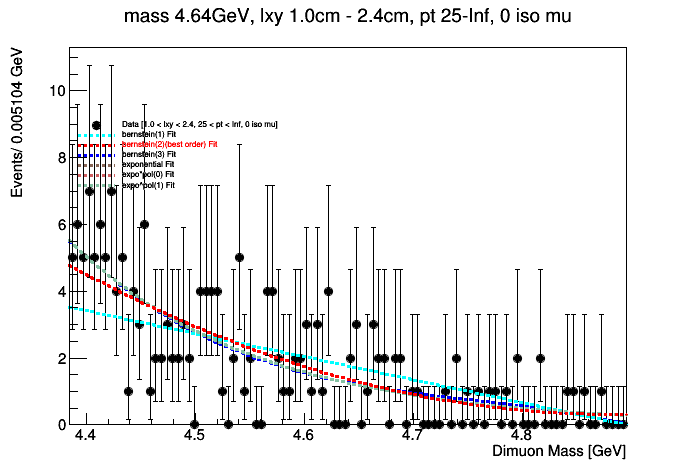 mass 4.64GeV, lxy 1.0cm - 2.4cm, pt 25-Inf, 0 iso mu
Events/ 0.005104 GeV
10
8
6
4
2
0
Data [1.0 < lxy < 2.4, 25 < pt < Inf, 0 iso mu]
bernstein(1) Fit
bernstein(2)(best order) Fit
bernstein(3) Fit
exponential Fit
expo*pol(0) Fit
expo*pol(1) Fit
4.4 4.5 4.6 4.7 4.8
Dimuon Mass [GeV]